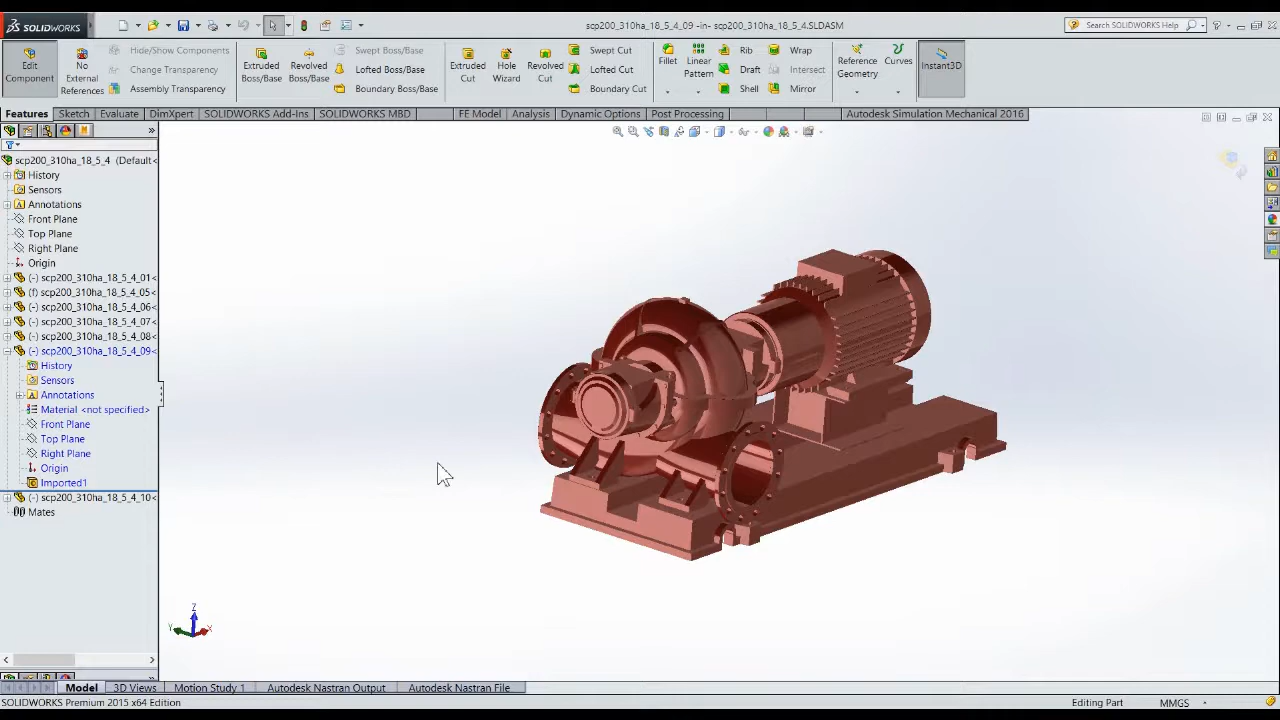 SOLIDWORKS
scp200_310ha_18_5_4_09 -in- scp200_310ha_18_5_4.SLDASM
Search SOLIDWORKS Help
Edit Component
No External References
Hide/Show Components
Change Transparency
Assembly Transparency
Extruded Boss/Base
Revolved Boss/Base
Swept Boss/Base
Lofted Boss/Base
Boundary Boss/Base
Extruded Cut
Hole Wizard
Revolved Cut
Swept Cut
Lofted Cut
Boundary Cut
Fillet
Linear Pattern
Rib
Draft
Shell
Wrap
Intersect
Mirror
Reference Geometry
Curves
Instant3D
Features
Sketch
Evaluate
DimXpert
SOLIDWORKS Add-Ins
SOLIDWORKS MBD
FE Model
Analysis
Dynamic Options
Post Processing
Autodesk Simulation Mechanical 2016
scp200_310ha_18_5_4 (Default<
History
Sensors
Annotations
Front Plane
Top Plane
Right Plane
Origin
(-) scp200_310ha_18_5_4_01<
(f) scp200_310ha_18_5_4_05<
(-) scp200_310ha_18_5_4_06<
(-) scp200_310ha_18_5_4_07<
(-) scp200_310ha_18_5_4_08<
(-) scp200_310ha_18_5_4_09<
History
Sensors
Annotations
Material <not specified>
Front Plane
Top Plane
Right Plane
Origin
Imported1
(-) scp200_310ha_18_5_4_10<
Mates
Z
Y
X
Model
3D Views
Motion Study 1
Autodesk Nastran Output
Autodesk Nastran File
SOLIDWORKS Premium 2015 x64 Edition
Editing Part
MMGS